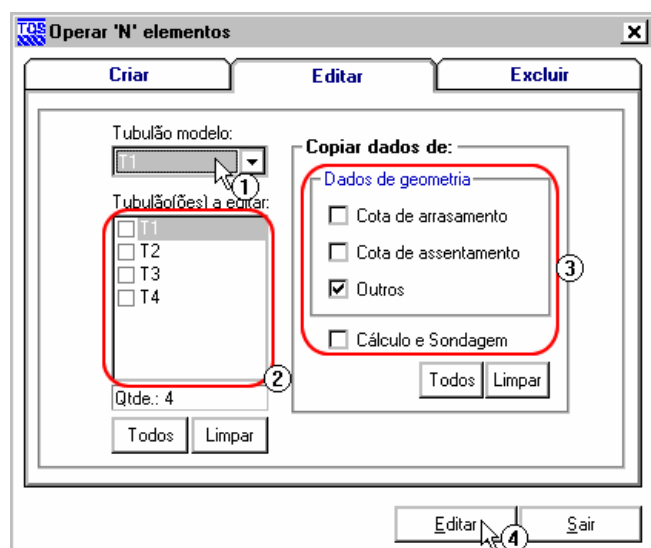 TQS Operar 'N' elementos
Criar Editar Excluir
Tubulão modelo:
T1
1
Tubulão(ões) a editar:
T1
T2
T3
T4
2
Qtde.: 4
Todos Limpar
Copiar dados de:
Dados de geometria
Cota de arrasamento
Cota de assentamento
Outros
3
Cálculo e Sondagem
Todos Limpar
Editar Sair
4